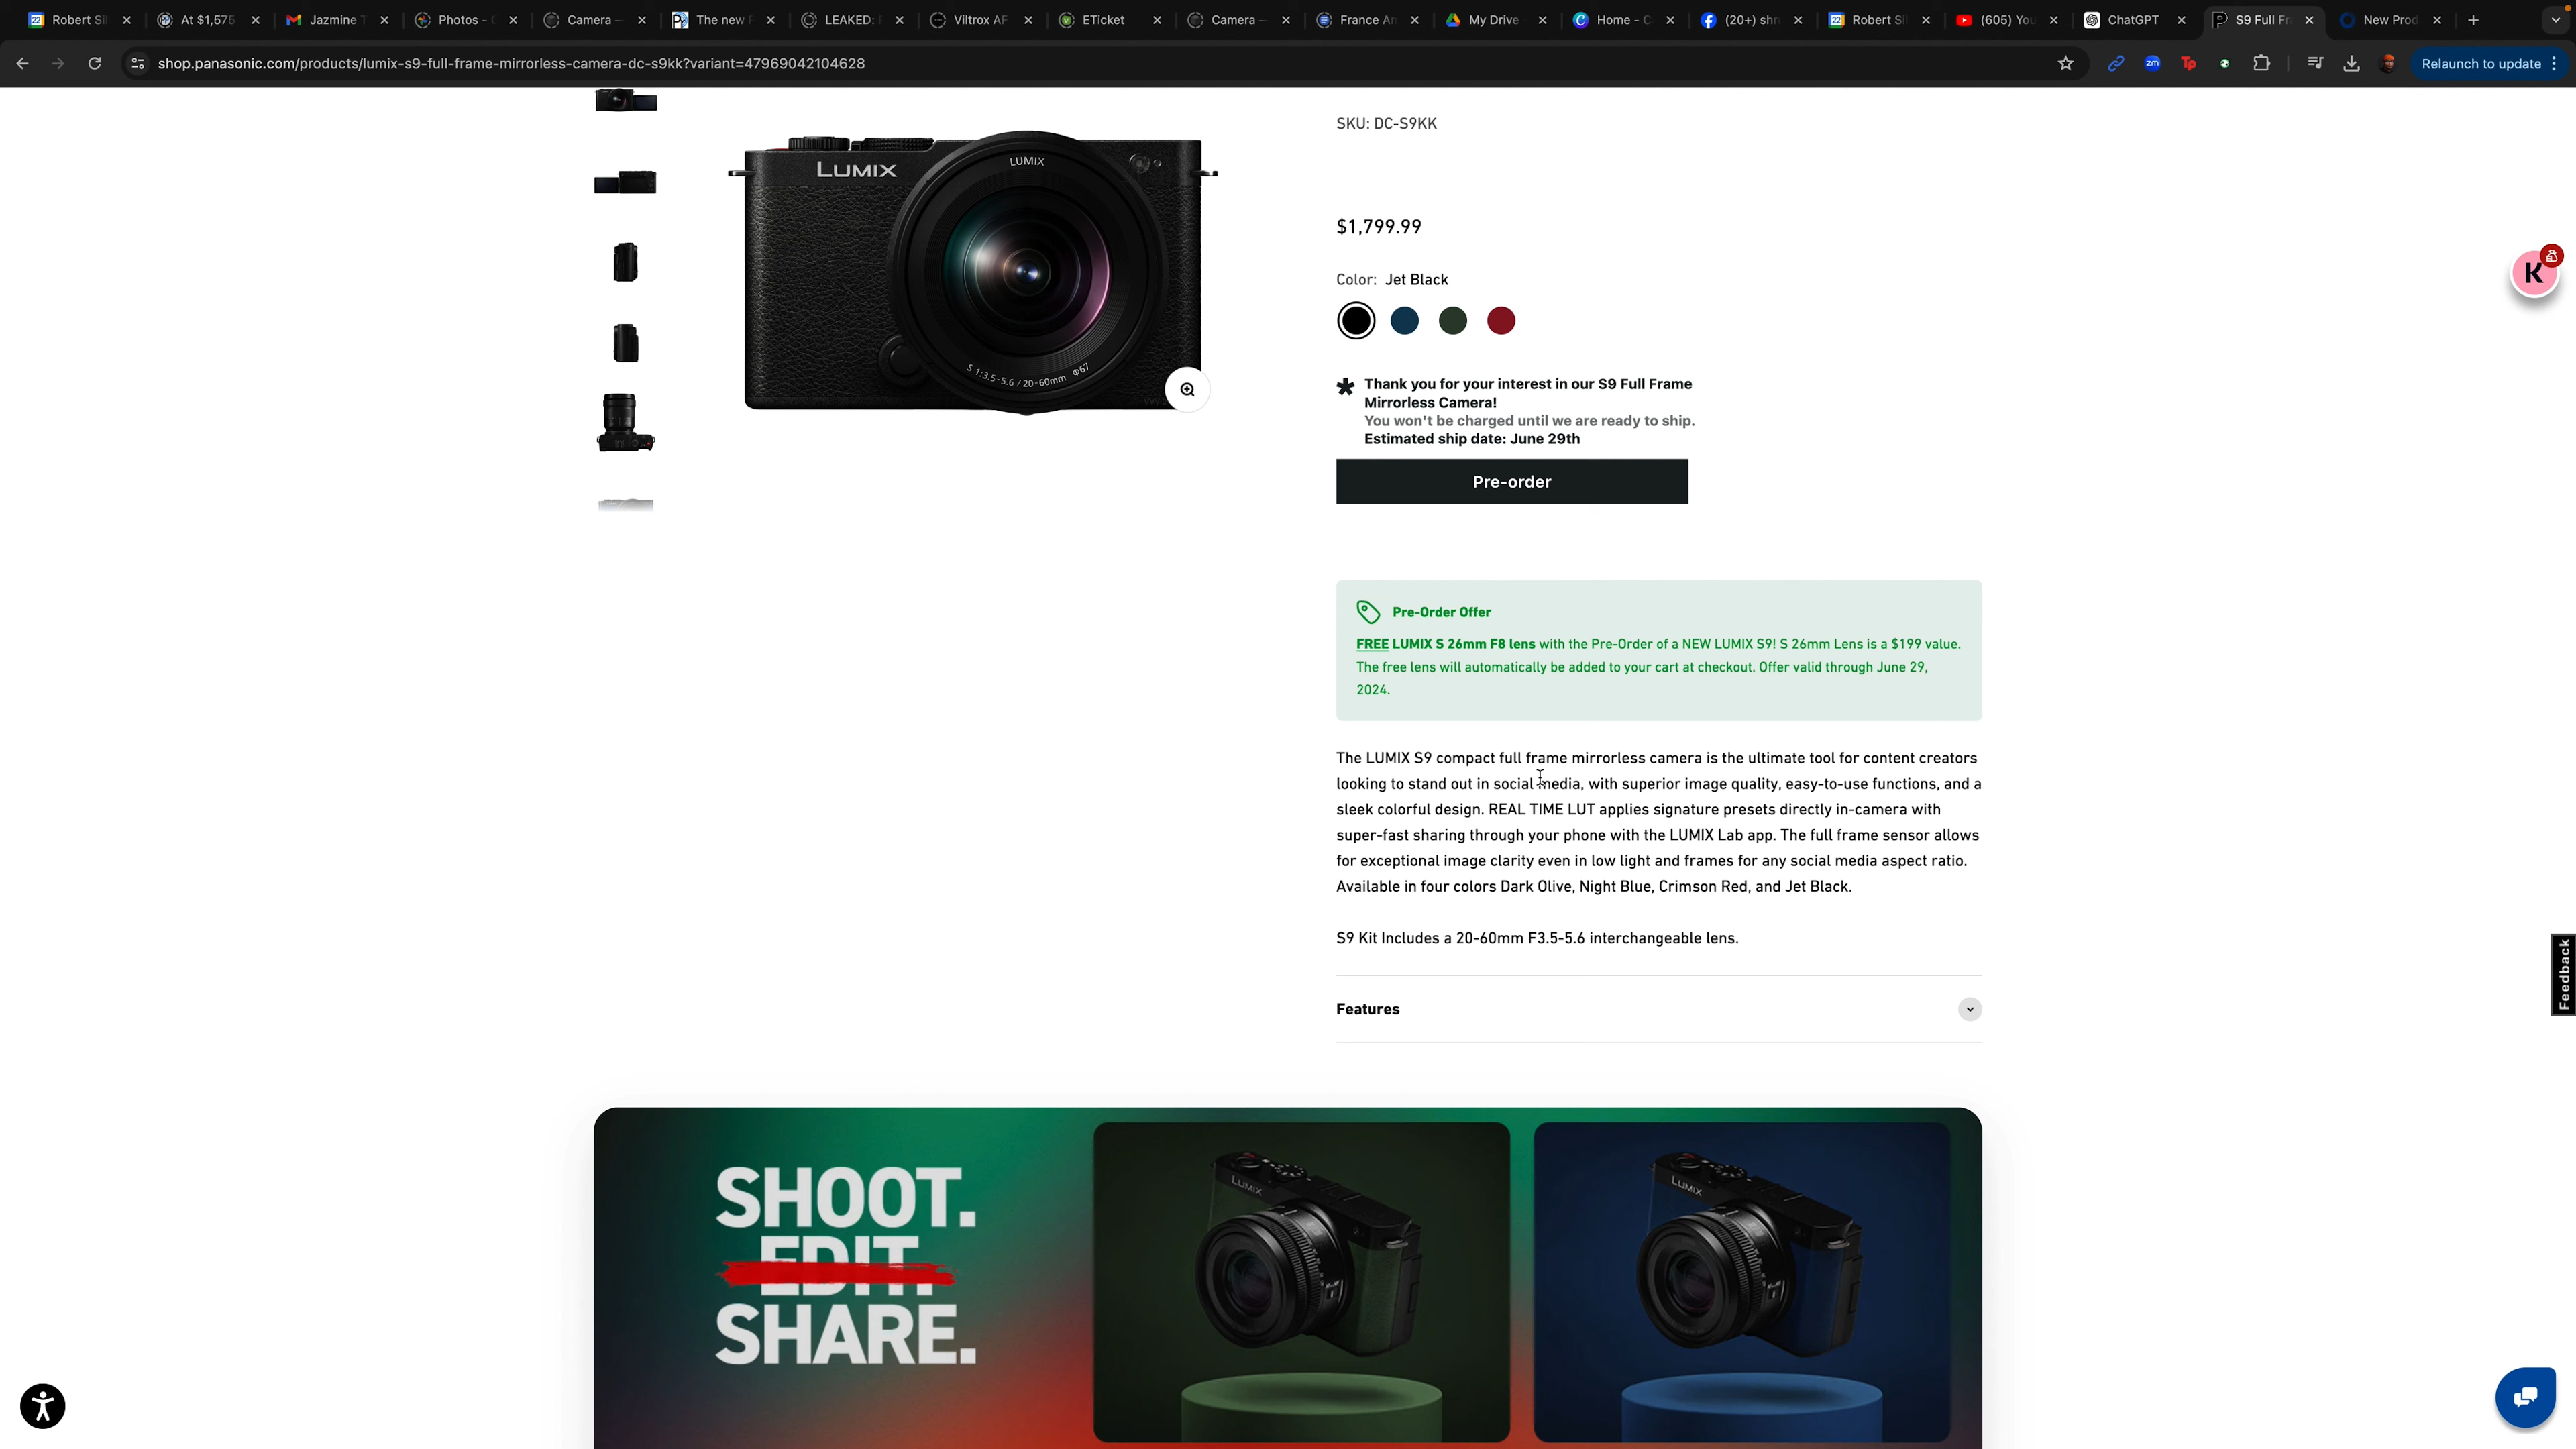 Robert Sil
At $1,575
Jazmine T
Photos - G
Camera —
The new P
LEAKED: P
Viltrox AF
ETicket
Camera —
France An
My Drive
Home - C
(20+) shr
Robert Sil
(605) You
ChatGPT
S9 Full Fr
New Prod
shop.panasonic.com/products/lumix-s9-full-frame-mirrorless-camera-dc-s9kk?variant=47969042104628
zm
Tp
Relaunch to update
LUMIX
LUMIX
S 1:3.5-5.6 / 20-60mm Φ67
SKU: DC-S9KK
$1,799.99
Color: Jet Black
K
Thank you for your interest in our S9 Full Frame
Mirrorless Camera!
You won't be charged until we are ready to ship.
Estimated ship date: June 29th
Pre-order
Pre-Order Offer
FREE LUMIX S 26mm F8 lens with the Pre-Order of a NEW LUMIX S9! S 26mm Lens is a $199 value.
The free lens will automatically be added to your cart at checkout. Offer valid through June 29,
2024.
The LUMIX S9 compact full frame mirrorless camera is the ultimate tool for content creators
looking to stand out in social media, with superior image quality, easy-to-use functions, and a
sleek colorful design. REAL TIME LUT applies signature presets directly in-camera with
super-fast sharing through your phone with the LUMIX Lab app. The full frame sensor allows
for exceptional image clarity even in low light and frames for any social media aspect ratio.
Available in four colors Dark Olive, Night Blue, Crimson Red, and Jet Black.
S9 Kit Includes a 20-60mm F3.5-5.6 interchangeable lens.
Features
Feedback
SHOOT.
EDIT
SHARE.
LUMIX
LUMIX